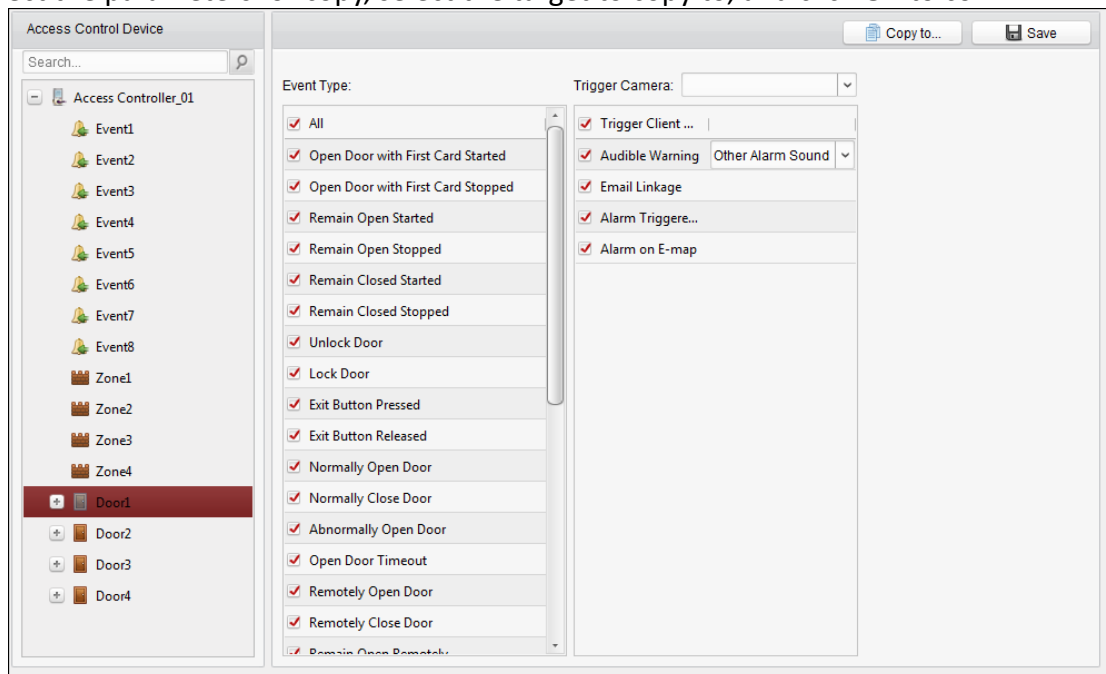 Access Control Device
Copy to...
Save
Search...
Access Controller_01
Event1
Event2
Event3
Event4
Event5
Event6
Event7
Event8
Zone1
Zone2
Zone3
Zone4
Door1
Door2
Door3
Door4
Event Type:
All
Open Door with First Card Started
Open Door with First Card Stopped
Remain Open Started
Remain Open Stopped
Remain Closed Started
Remain Closed Stopped
Unlock Door
Lock Door
Exit Button Pressed
Exit Button Released
Normally Open Door
Normally Close Door
Abnormally Open Door
Open Door Timeout
Remotely Open Door
Remotely Close Door
Remain Open Remotely
Trigger Camera:
Trigger Client ...
Audible Warning Other Alarm Sound
Email Linkage
Alarm Triggere...
Alarm on E-map